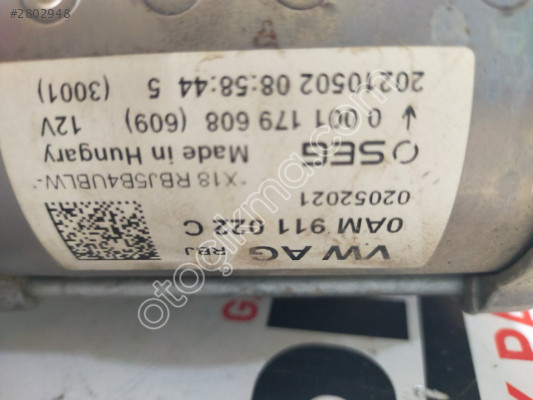 #2802948
VW AG RBJ
0AM 911 022 C
02052021
*X18 RBJ5B4UBLW-
SEG Made in Hungary
0 001 179 608 (609) 12V
20210502 08:58:44 5 (3001)
otogirmas.com